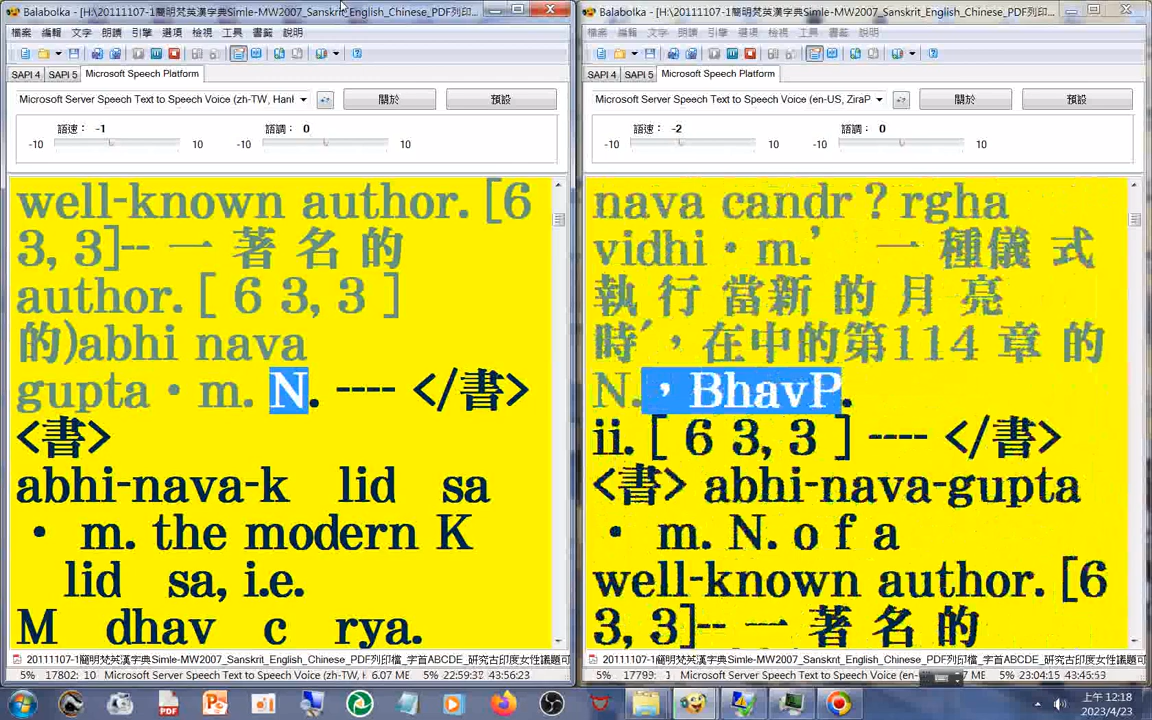 Balabolka - [H:\20111107-1簡明梵英漢字典Simle-MW2007_Sanskrit_English_Chinese_PDF列印...
檔案 編輯 文字 朗讀 引擎 選項 檢視 工具 書籤 說明
SAPI 4 SAPI 5 Microsoft Speech Platform
Microsoft Server Speech Text to Speech Voice (zh-TW, Hanl
關於 預設
語速： -1 語調： 0
-10 10 -10 10
well-known author. [6
3, 3]-- 一 著 名 的
author. [ 6 3, 3 ]
的)abhi nava
gupta • m. N. ---- </書>
<書>
abhi-nava-k lid sa
• m. the modern K
lid sa, i.e.
M dhav c rya.
20111107-1簡明梵英漢字典Simle-MW2007_Sanskrit_English_Chinese_PDF列印檔_字首ABCDE_研究古印度女性議題可
17802: 10 Microsoft Server Speech Text to Speech Voice (zh-TW, H 6.07 MB 5% 22:59:37 43:56:23
Balabolka - [H:\20111107-1簡明梵英漢字典Simle-MW2007_Sanskrit_English_Chinese_PDF列印...
檔案 編輯 文字 朗讀 引擎 選項 檢視 工具 書籤 說明
SAPI 4 SAPI 5 Microsoft Speech Platform
Microsoft Server Speech Text to Speech Voice (en-US, ZiraP
關於 預設
語速： -2 語調： 0
-10 10 -10 10
nava candr？rgha
vidhi • m.’ 一 種儀 式
執 行 當新 的 月 亮
時′，在中的第114 章 的
N.，BhavP.
ii. [ 6 3, 3 ] ---- </書>
<書> abhi-nava-gupta
• m. N. o f a
well-known author. [6
3, 3]-- 一 著 名 的
20111107-1簡明梵英漢字典Simle-MW2007_Sanskrit_English_Chinese_PDF列印檔_字首ABCDE_研究古印度女性議題可
17793: Microsoft Server Speech Text to Speech Voice (en- 5% 23:04:15 43:45:59
上午 12:18
2023/4/23